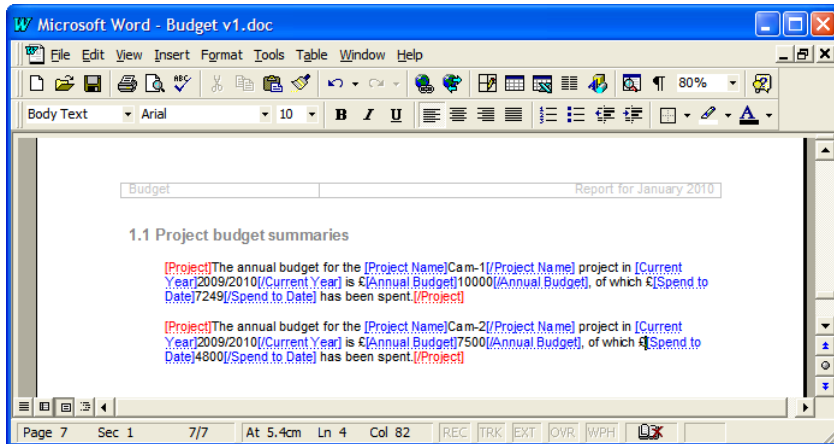 Microsoft Word - Budget v1.doc
File Edit View Insert Format Tools Table Window Help
ABC ¶ 80%
Body Text Arial 10 B I U A
Budget Report for January 2010
1.1 Project budget summaries
[Project]The annual budget for the [Project Name]Cam-1[/Project Name] project in [Current
Year]2009/2010[/Current Year] is £[Annual Budget]10000[/Annual Budget], of which £[Spend to
Date]7249[/Spend to Date] has been spent.[/Project]
[Project]The annual budget for the [Project Name]Cam-2[/Project Name] project in [Current
Year]2009/2010[/Current Year] is £[Annual Budget]7500[/Annual Budget], of which £[Spend to
Date]4800[/Spend to Date] has been spent.[/Project]
Page 7 Sec 1 7/7 At 5.4cm Ln 4 Col 82 REC TRK EXT OVR WPH